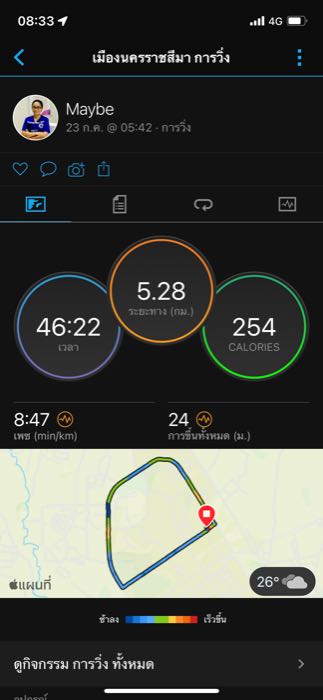 08:33
4G
เมืองนครราชสีมา การวิ่ง
Maybe
23 ก.ค. @ 05:42 - การวิ่ง
5.28
ระยะทาง (กม.)
46:22
เวลา
254
CALORIES
8:47
เพซ (min/km)
24
การขึ้นทั้งหมด (ม.)
แผนที่
26°
ช้าลง เร็วขึ้น
ดูกิจกรรม การวิ่ง ทั้งหมด
อุปกรณ์